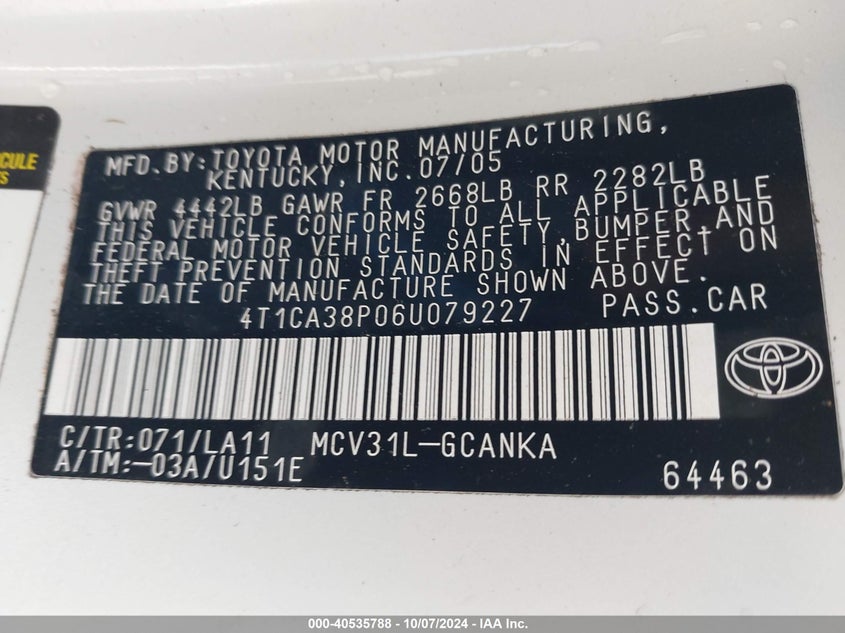 CULE
TS
MFD.BY:TOYOTA MOTOR MANUFACTURING,
KENTUCKY, INC.07/05
GVWR 4442LB GAWR FR 2668LB RR 2282LB
THIS VEHICLE CONFORMS TO ALL APPLICABLE
FEDERAL MOTOR VEHICLE SAFETY,BUMPER,AND
THEFT PREVENTION STANDARDS IN EFFECT ON
THE DATE OF MANUFACTURE SHOWN ABOVE.
4T1CA38P06U079227 PASS.CAR
C/TR:071/LA11 MCV31L-GCANKA
A/TM:-03A/U151E
64463
000-40535788 - 10/07/2024 - IAA Inc.